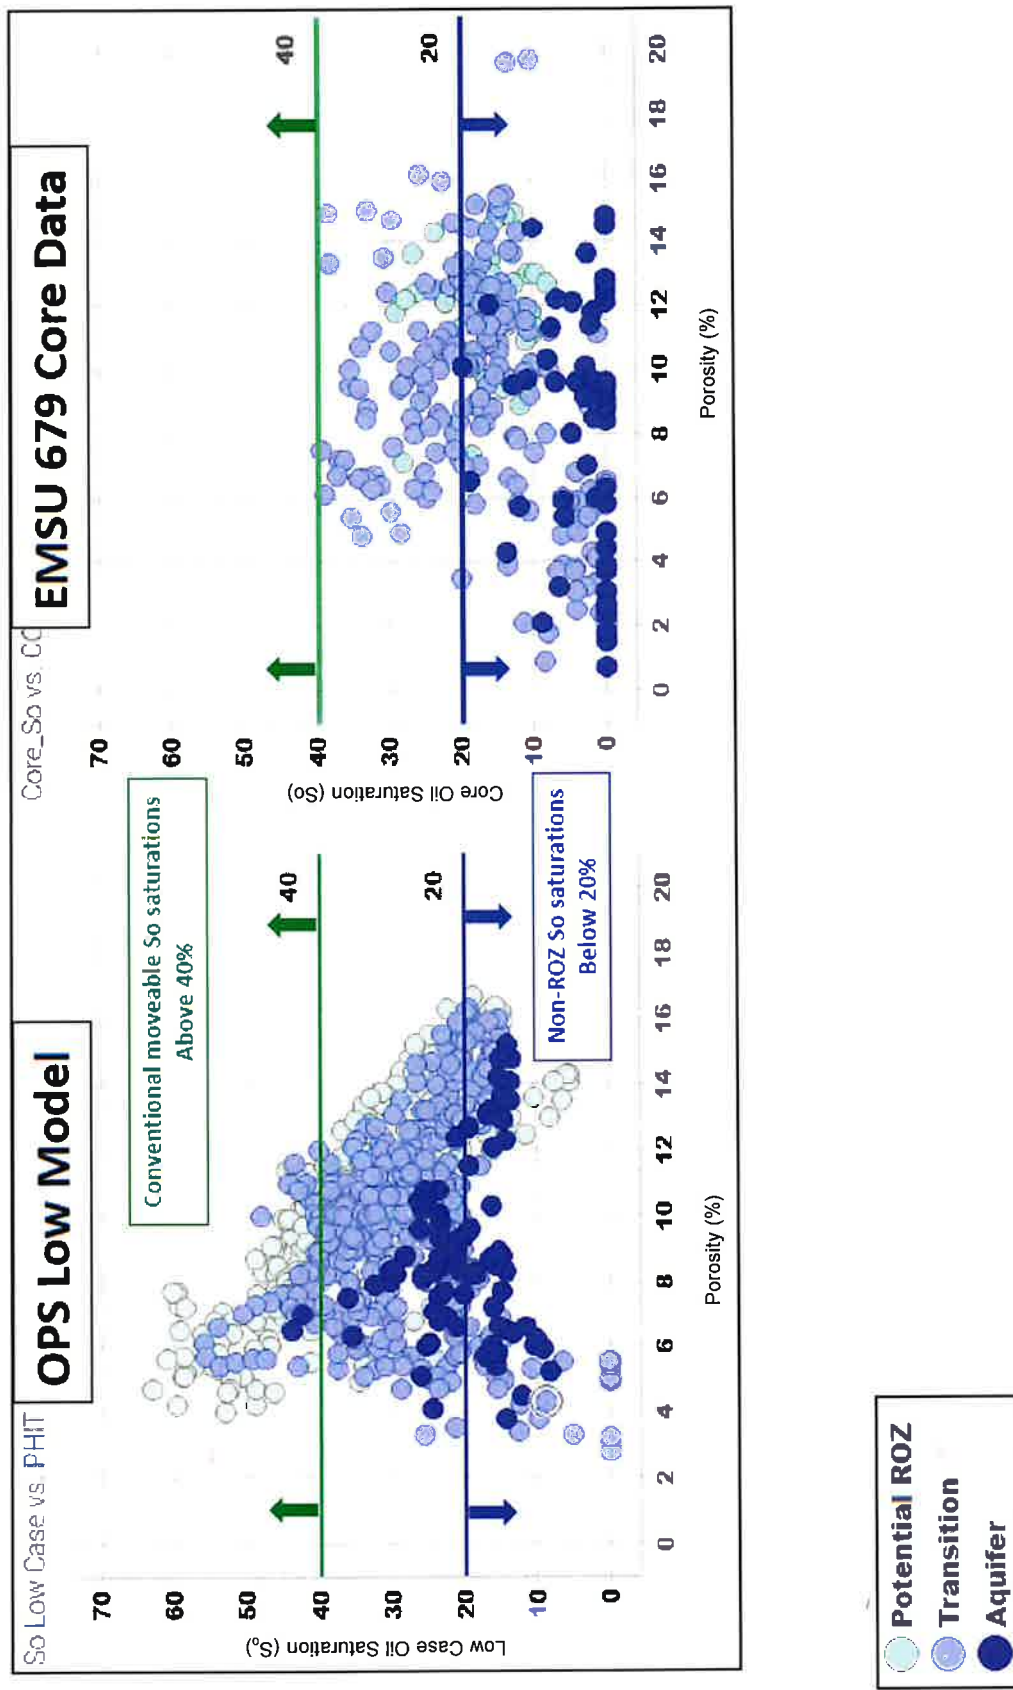 So Low Case vs. PHIT
OPS Low Model
Low Case Oil Saturation (So)
70
60
50
40
30
20
10
0
Conventional moveable So saturations
Above 40%
40
20
Non-ROZ So saturations
Below 20%
0 2 4 6 8 10 12 14 16 18 20
Porosity (%)
Core_So vs. CO
EMSU 679 Core Data
Core Oil Saturation (So)
70
60
50
40
30
20
10
0
40
20
0 2 4 6 8 10 12 14 16 18 20
Porosity (%)
Potential ROZ
Transition
Aquifer